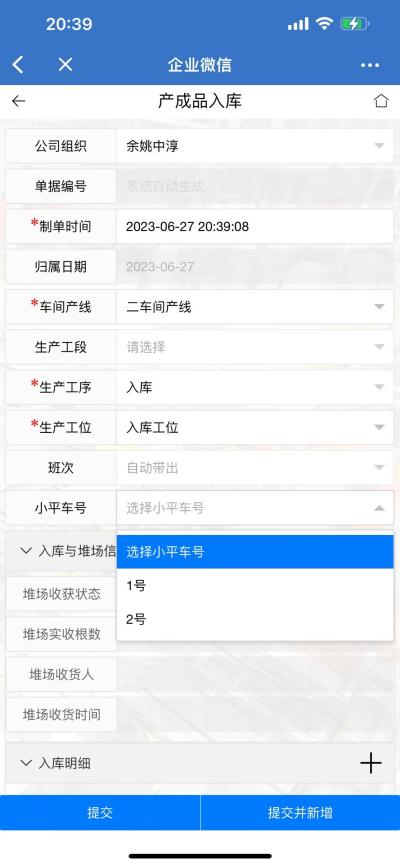 20:39
企业微信
产成品入库
公司组织 余姚中淳
单据编号 系统自动生成
*制单时间 2023-06-27 20:39:08
归属日期 2023-06-27
*车间产线 二车间产线
生产工段 请选择
*生产工序 入库
*生产工位 入库工位
班次 自动带出
小平车号 选择小平车号
入库与堆场信
选择小平车号
1号
2号
堆场收获状态
堆场实收根数
堆场收货人
堆场收货时间
入库明细
提交 提交并新增